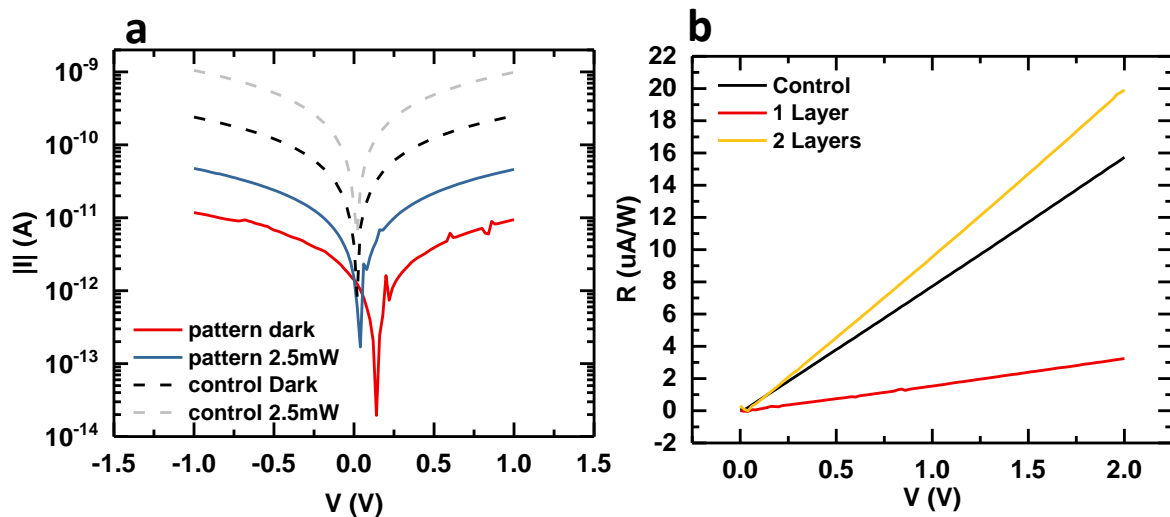 a
|I| (A)
10⁻⁹
10⁻¹⁰
10⁻¹¹
10⁻¹²
10⁻¹³
10⁻¹⁴
pattern dark
pattern 2.5mW
control Dark
control 2.5mW
-1.5 -1.0 -0.5 0.0 0.5 1.0 1.5
V (V)
b
R (uA/W)
22
20
18
16
14
12
10
8
6
4
2
0
-2
Control
1 Layer
2 Layers
0.0 0.5 1.0 1.5 2.0
V (V)